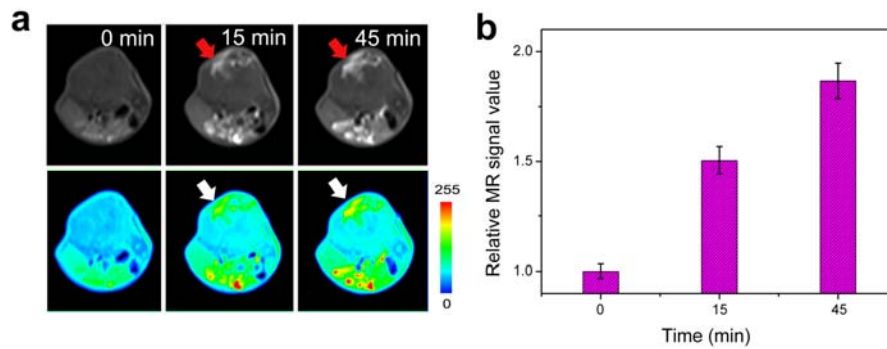 a
0 min
15 min
45 min
255
0
b
Relative MR signal value
2.0
1.5
1.0
0
15
45
Time (min)